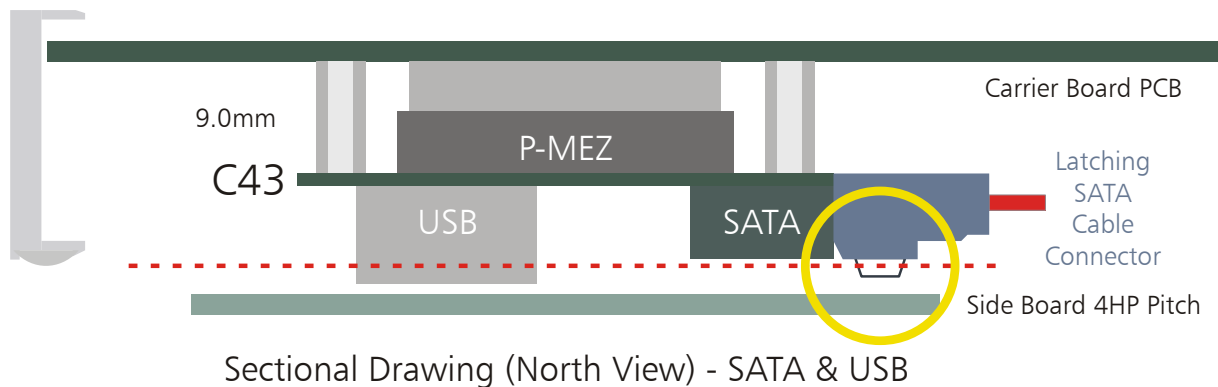 Carrier Board PCB
9.0mm
P-MEZ
C43
Latching
SATA
Cable
Connector
USB
SATA
Side Board 4HP Pitch
Sectional Drawing (North View) - SATA & USB